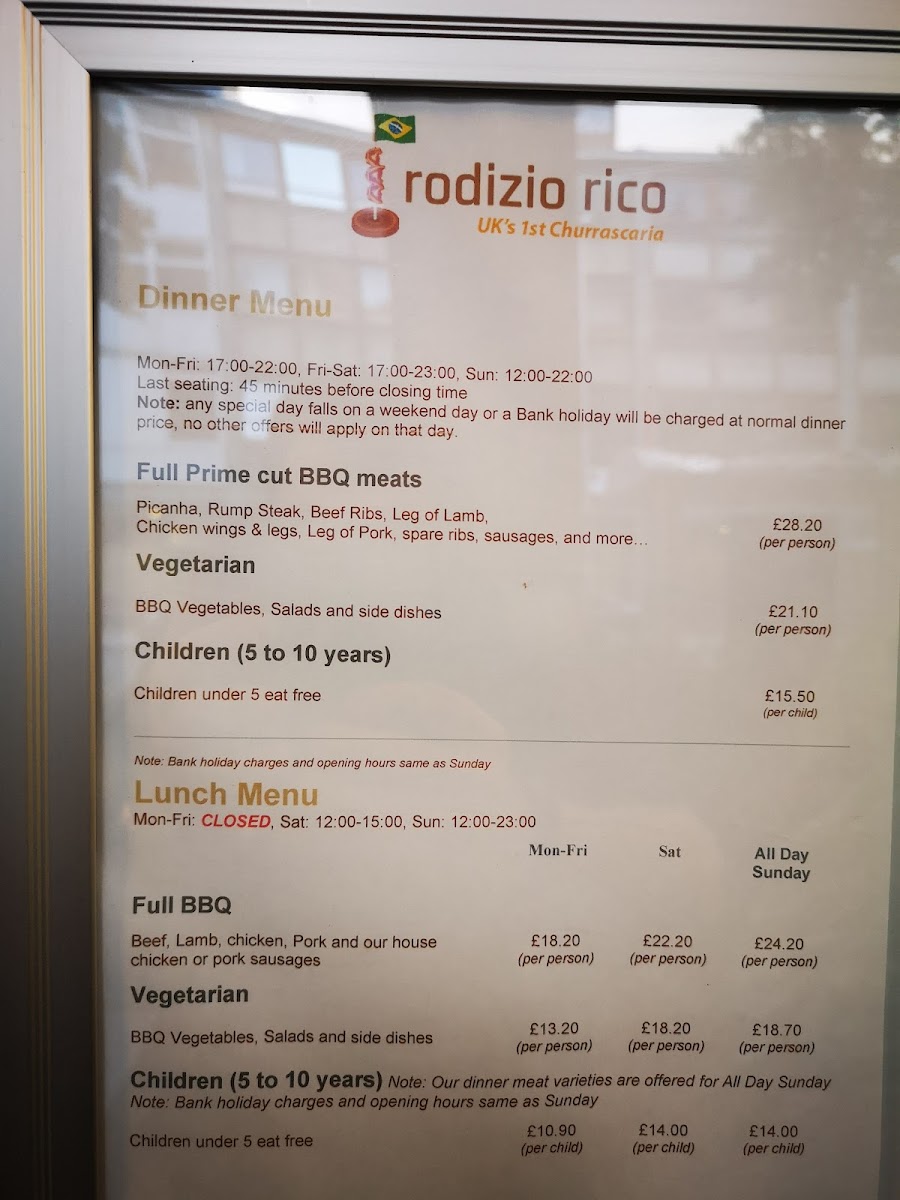 rodizio rico
UK's 1st Churrascaria
Dinner Menu
Mon-Fri: 17:00-22:00, Fri-Sat: 17:00-23:00, Sun: 12:00-22:00
Last seating: 45 minutes before closing time
Note: any special day falls on a weekend day or a Bank holiday will be charged at normal dinner
price, no other offers will apply on that day.
Full Prime cut BBQ meats
Picanha, Rump Steak, Beef Ribs, Leg of Lamb,
Chicken wings & legs, Leg of Pork, spare ribs, sausages, and more...
£28.20
(per person)
Vegetarian
BBQ Vegetables, Salads and side dishes
£21.10
(per person)
Children (5 to 10 years)
Children under 5 eat free
£15.50
(per child)
Note: Bank holiday charges and opening hours same as Sunday
Lunch Menu
Mon-Fri: CLOSED, Sat: 12:00-15:00, Sun: 12:00-23:00
Mon-Fri Sat All Day
Sunday
Full BBQ
Beef, Lamb, chicken, Pork and our house £18.20 £22.20 £24.20
chicken or pork sausages (per person) (per person) (per person)
Vegetarian
BBQ Vegetables, Salads and side dishes £13.20 £18.20 £18.70
(per person) (per person) (per person)
Children (5 to 10 years) Note: Our dinner meat varieties are offered for All Day Sunday
Note: Bank holiday charges and opening hours same as Sunday
Children under 5 eat free £10.90 £14.00 £14.00
(per child) (per child) (per child)